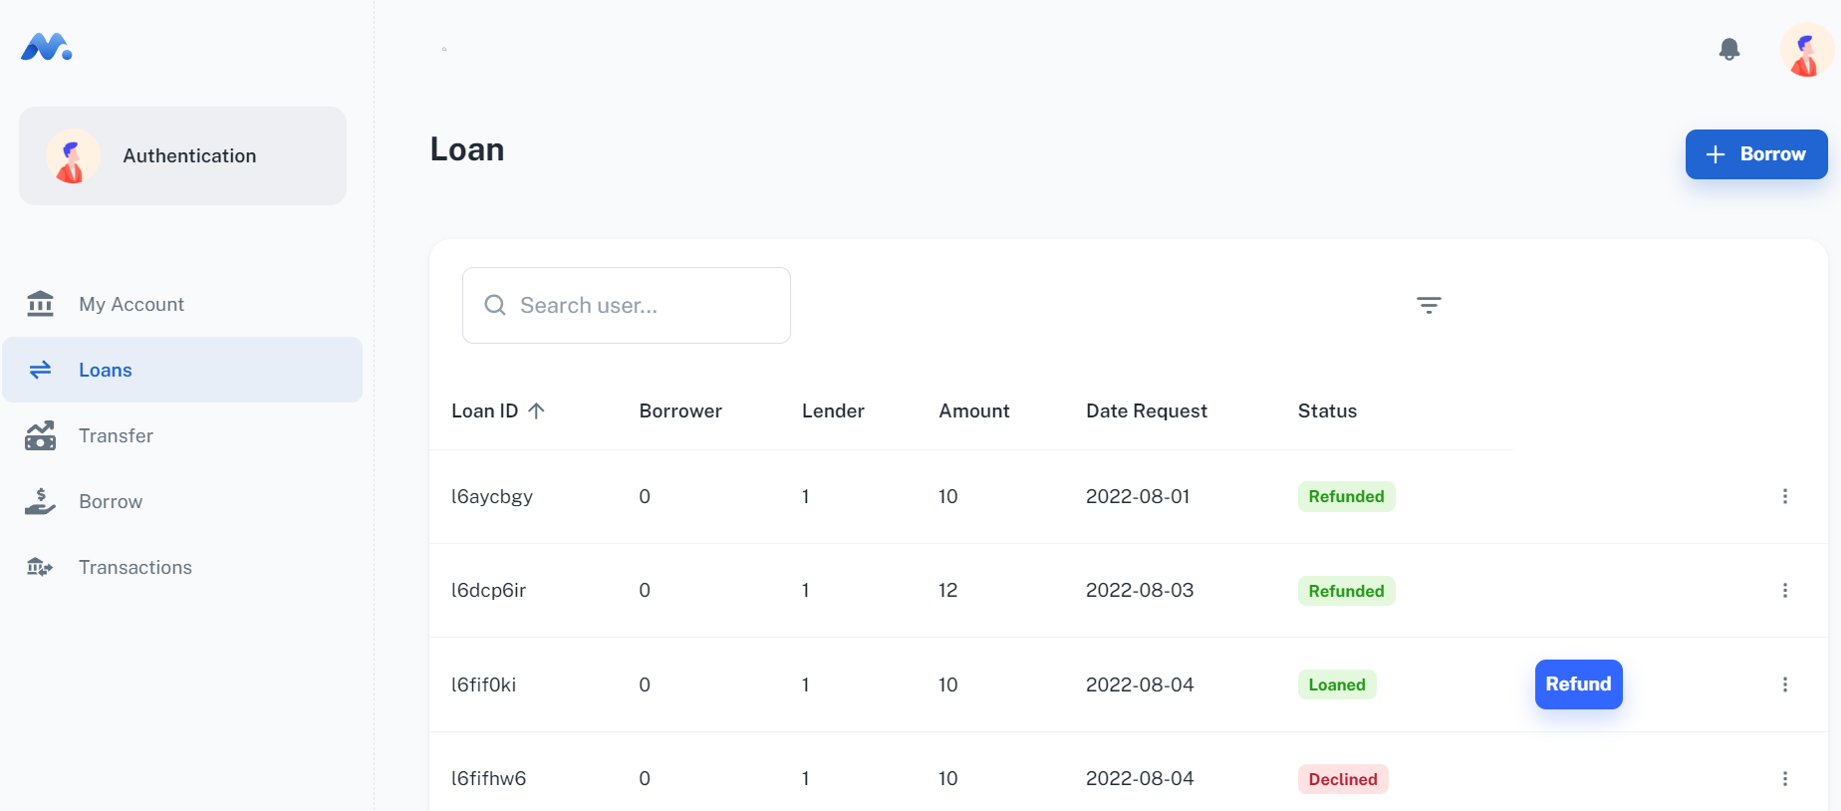 Authentication
My Account
Loans
Transfer
Borrow
Transactions
Loan
Borrow
Search user...
Loan ID Borrower Lender Amount Date Request Status
l6aycbgy 0 1 10 2022-08-01 Refunded
l6dcp6ir 0 1 12 2022-08-03 Refunded
l6fif0ki 0 1 10 2022-08-04 Loaned Refund
l6fifhw6 0 1 10 2022-08-04 Declined